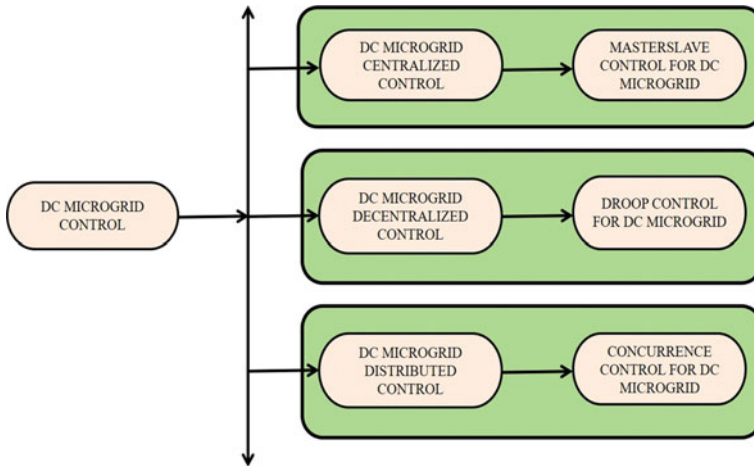 DC MICROGRID
CONTROL
DC MICROGRID
CENTRALIZED
CONTROL
MASTERSLAVE
CONTROL FOR DC
MICROGRID
DC MICROGRID
DECENTRALIZED
CONTROL
DROOP CONTROL
FOR DC MICROGRID
DC MICROGRID
DISTRIBUTED
CONTROL
CONCURRENCE
CONTROL FOR DC
MICROGRID